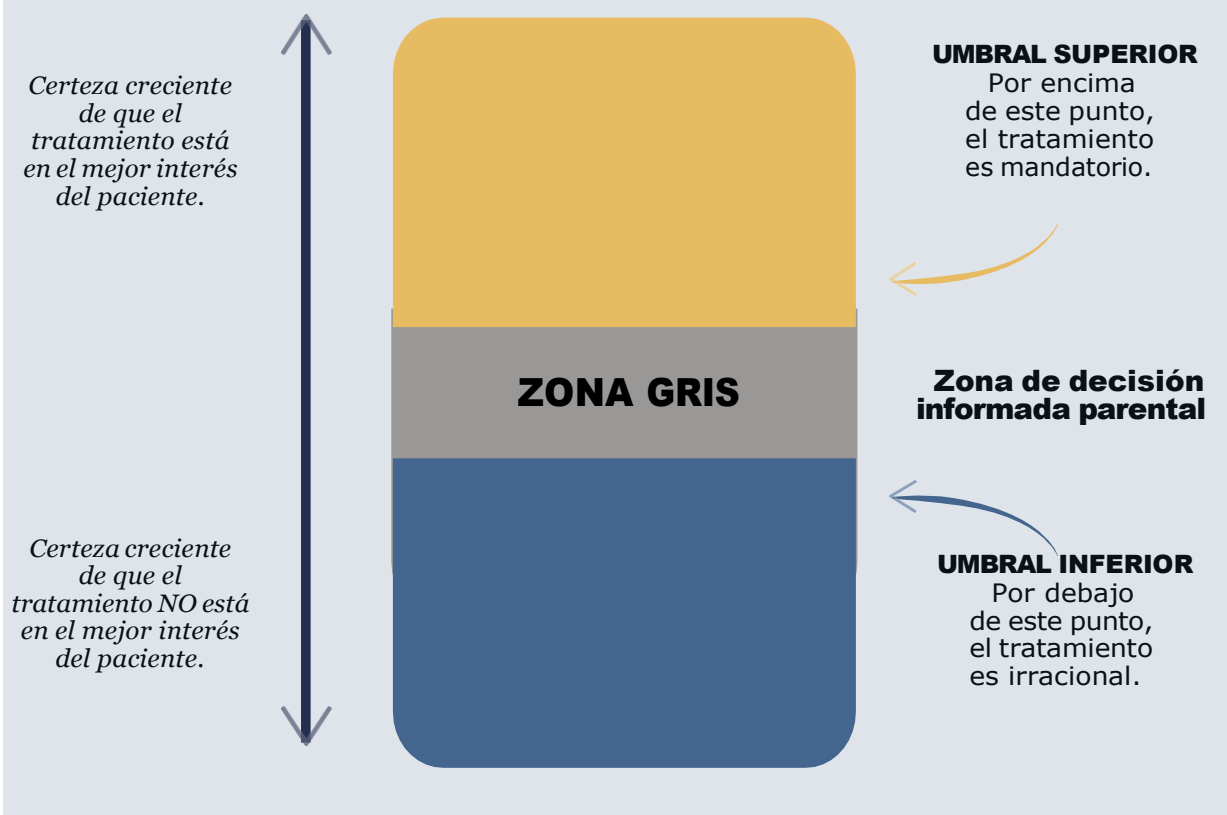 Certeza creciente
de que el
tratamiento está
en el mejor interés
del paciente.
UMBRAL SUPERIOR
Por encima
de este punto,
el tratamiento
es mandatorio.
ZONA GRIS
Zona de decisión
informada parental
Certeza creciente
de que el
tratamiento NO está
en el mejor interés
del paciente.
UMBRAL INFERIOR
Por debajo
de este punto,
el tratamiento
es irracional.